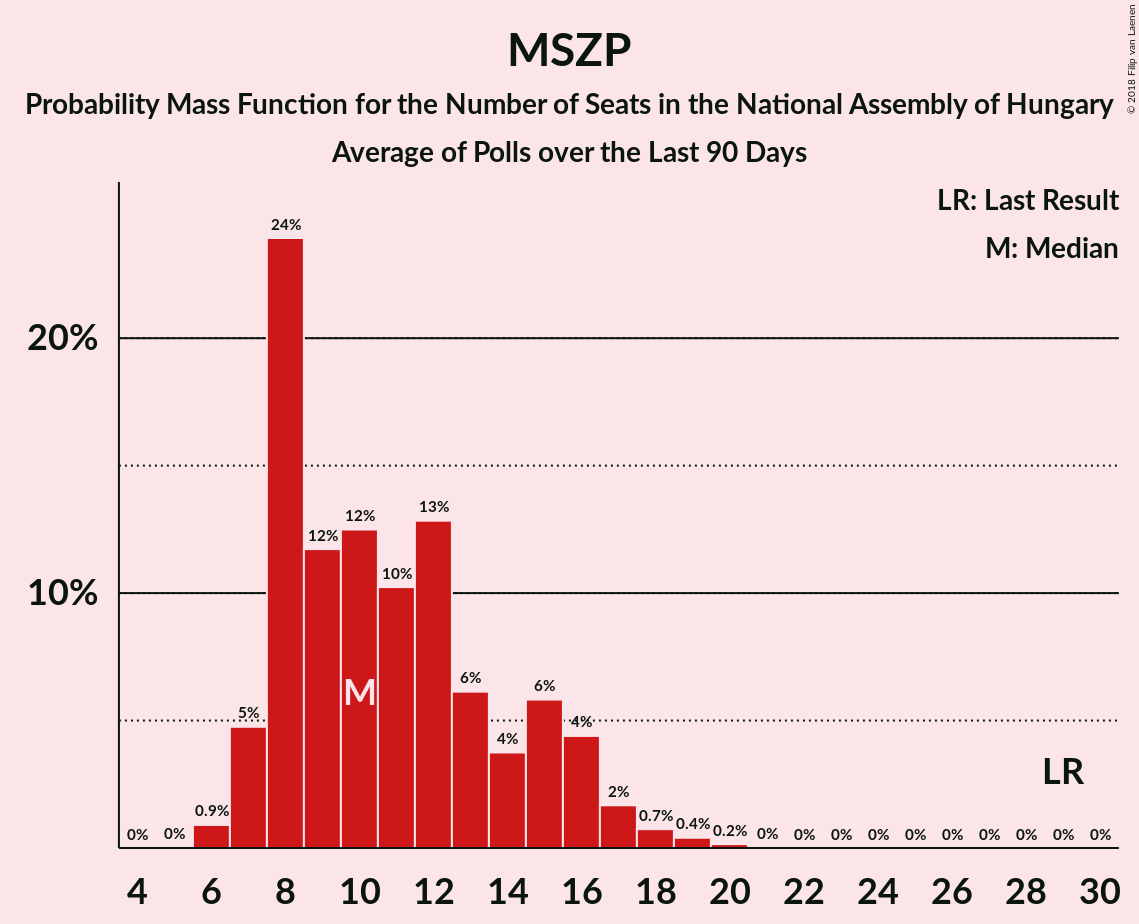 MSZP
Probability Mass Function for the Number of Seats in the National Assembly of Hungary
Average of Polls over the Last 90 Days
© 2018 Filip van Laenen
LR: Last Result
M: Median
20%
10%
0% 0% 0.9% 5% 24% 12% 12% 10% 13% 6% 4% 6% 4% 2% 0.7% 0.4% 0.2% 0% 0% 0% 0% 0% 0% 0% 0% 0% 0%
M
LR
4 6 8 10 12 14 16 18 20 22 24 26 28 30